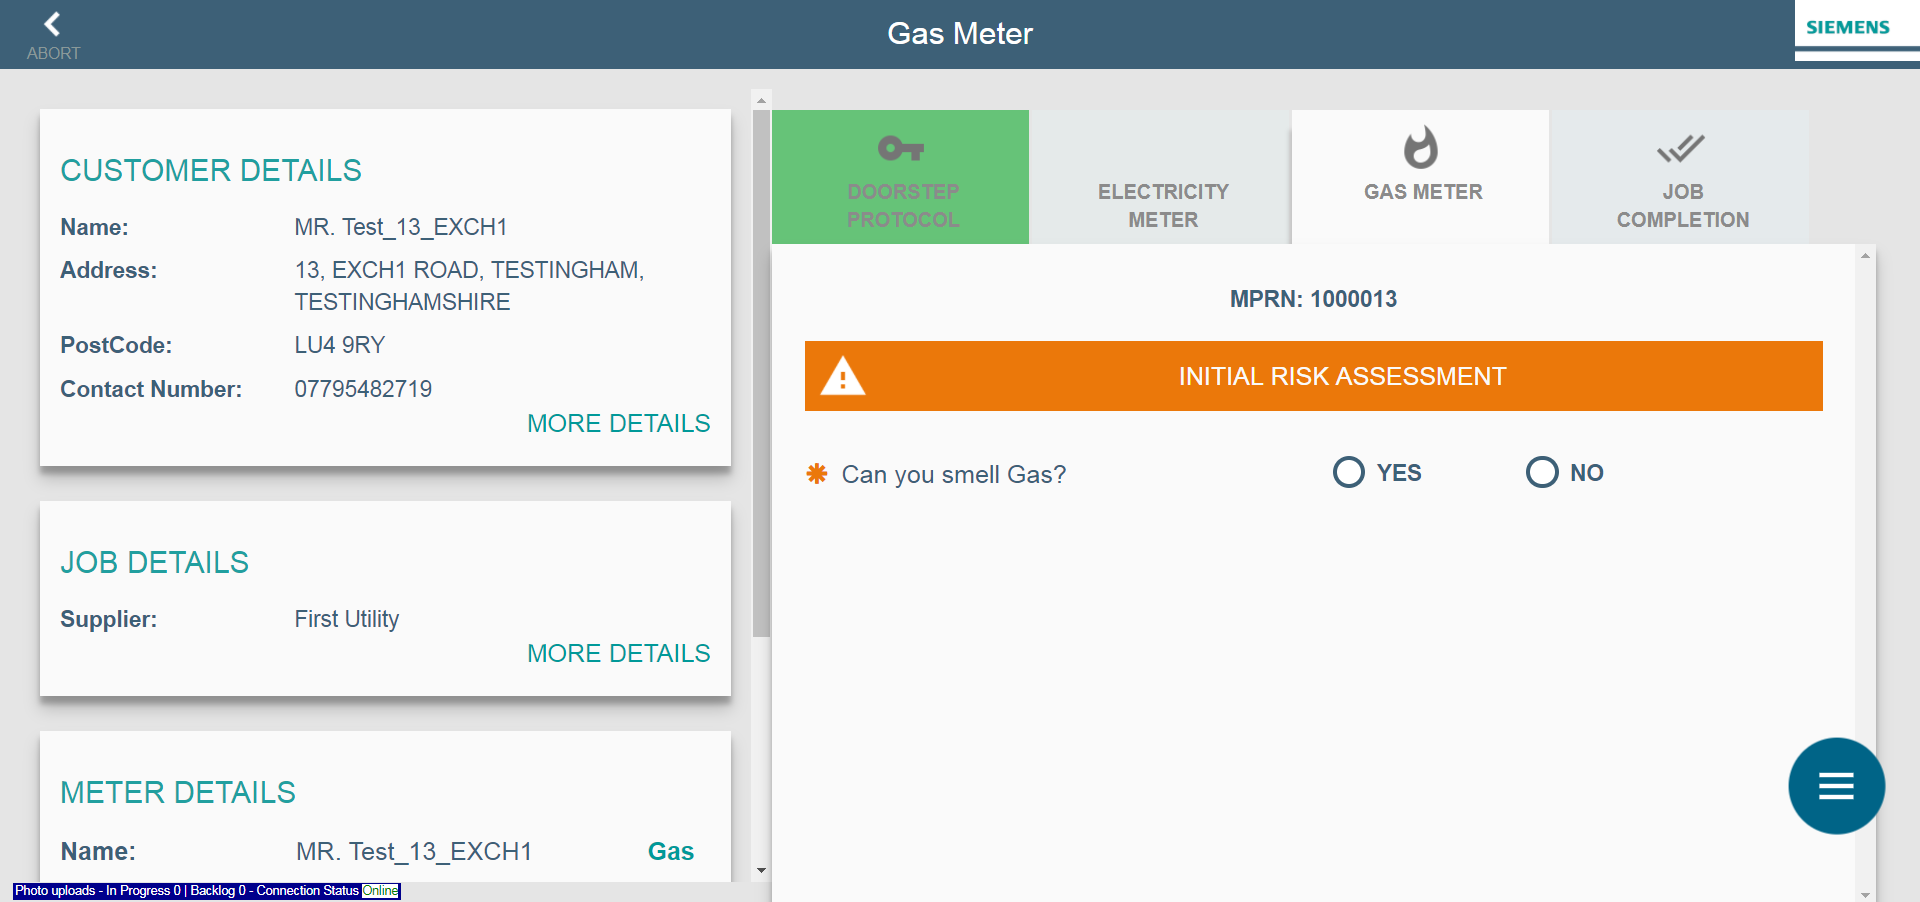 ABORT
Gas Meter
SIEMENS
CUSTOMER DETAILS
Name: MR. Test_13_EXCH1
Address: 13, EXCH1 ROAD, TESTINGHAM,
TESTINGHAMSHIRE
PostCode: LU4 9RY
Contact Number: 07795482719
MORE DETAILS
JOB DETAILS
Supplier: First Utility
MORE DETAILS
METER DETAILS
Name: MR. Test_13_EXCH1 Gas
Photo uploads - In Progress 0 | Backlog 0 - Connection Status Online
DOORSTEP
PROTOCOL
ELECTRICITY
METER
GAS METER
JOB
COMPLETION
MPRN: 1000013
INITIAL RISK ASSESSMENT
✱ Can you smell Gas? YES NO